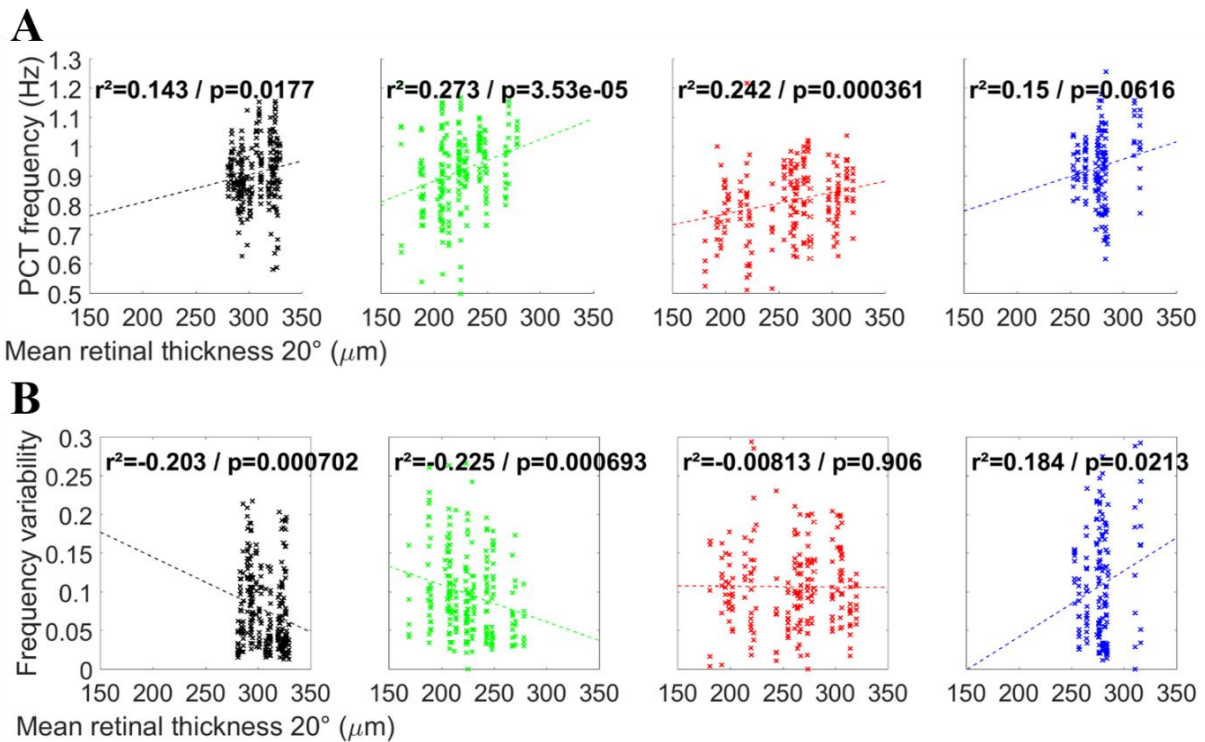 A
PCT frequency (Hz)
1.3
1.2
1.1
1
0.9
0.8
0.7
0.6
0.5
r²=0.143 / p=0.0177
r²=0.273 / p=3.53e-05
r²=0.242 / p=0.000361
r²=0.15 / p=0.0616
150 200 250 300 350
150 200 250 300 350
150 200 250 300 350
150 200 250 300 350
Mean retinal thickness 20° (μm)
B
Frequency variability
0.3
0.25
0.2
0.15
0.1
0.05
0
r²=-0.203 / p=0.000702
r²=-0.225 / p=0.000693
r²=-0.00813 / p=0.906
r²=0.184 / p=0.0213
150 200 250 300 350
150 200 250 300 350
150 200 250 300 350
150 200 250 300 350
Mean retinal thickness 20° (μm)